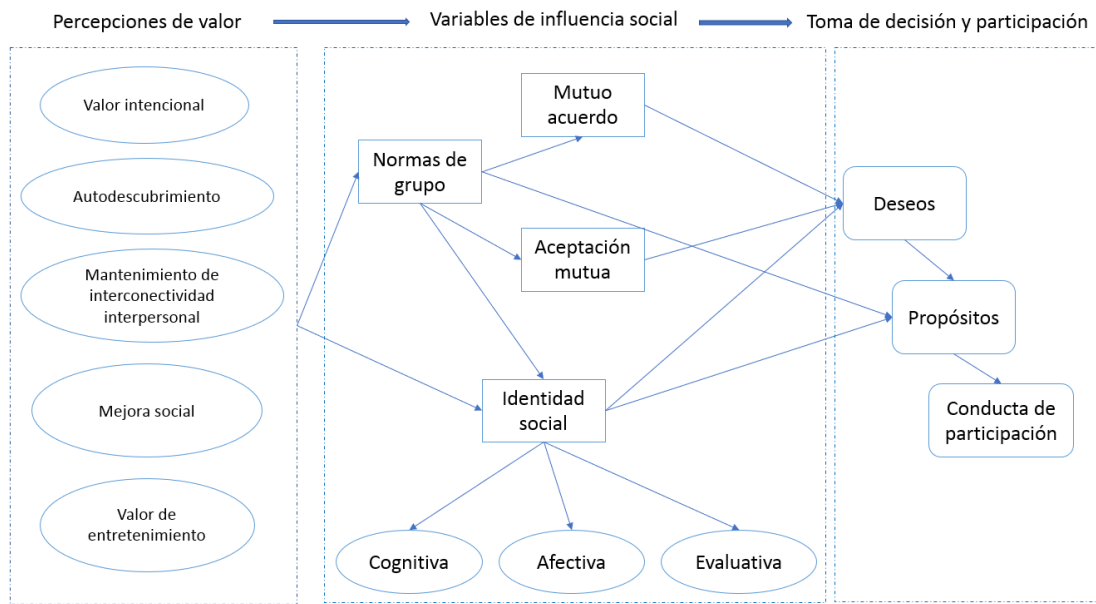 Percepciones de valor
Variables de influencia social
Toma de decisión y participación
Valor intencional
Autodescubrimiento
Mantenimiento de
interconectividad
interpersonal
Mejora social
Valor de
entretenimiento
Normas de
grupo
Mutuo
acuerdo
Aceptación
mutua
Identidad
social
Cognitiva
Afectiva
Evaluativa
Deseos
Propósitos
Conducta de
participación